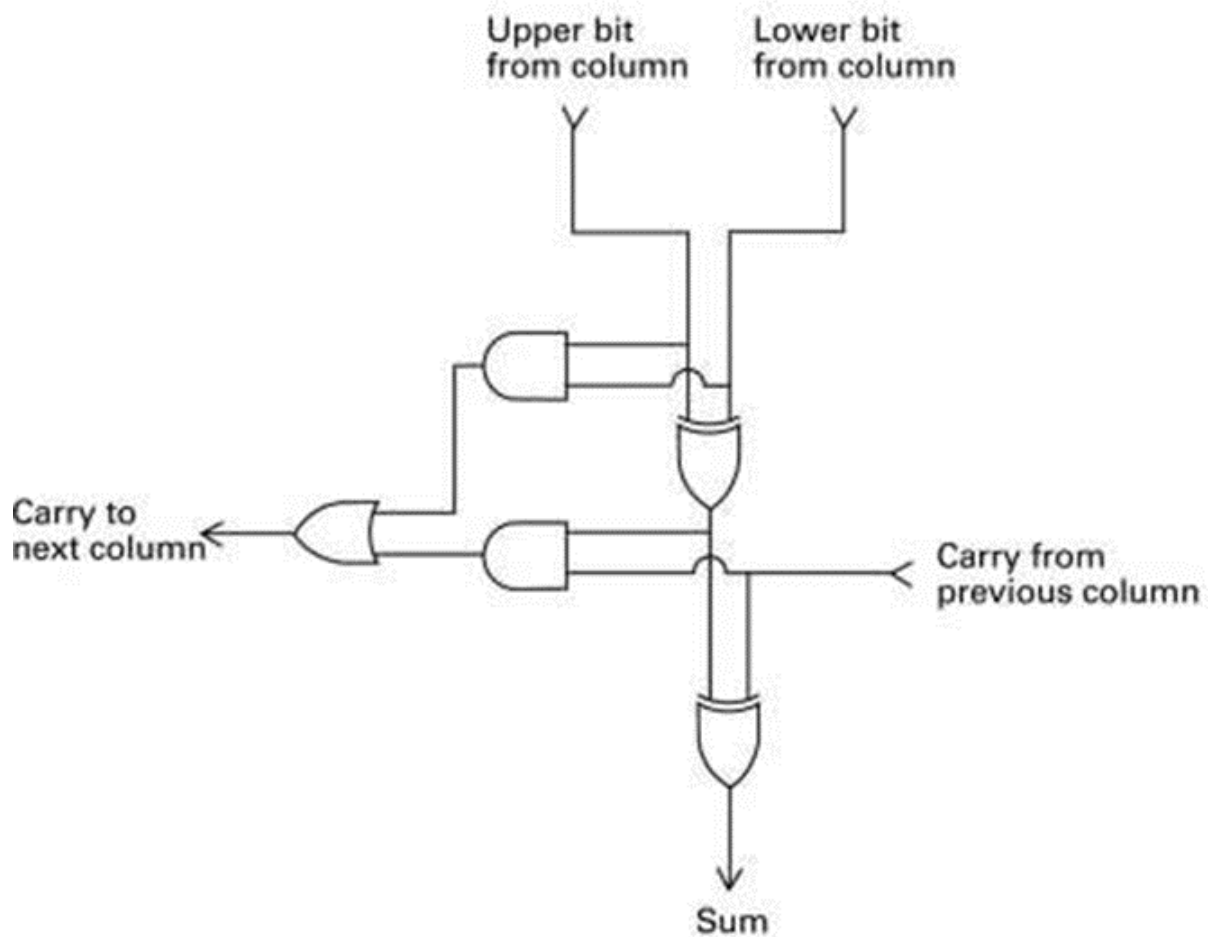 Upper bit
from column
Lower bit
from column
Carry to
next column
Carry from
previous column
Sum